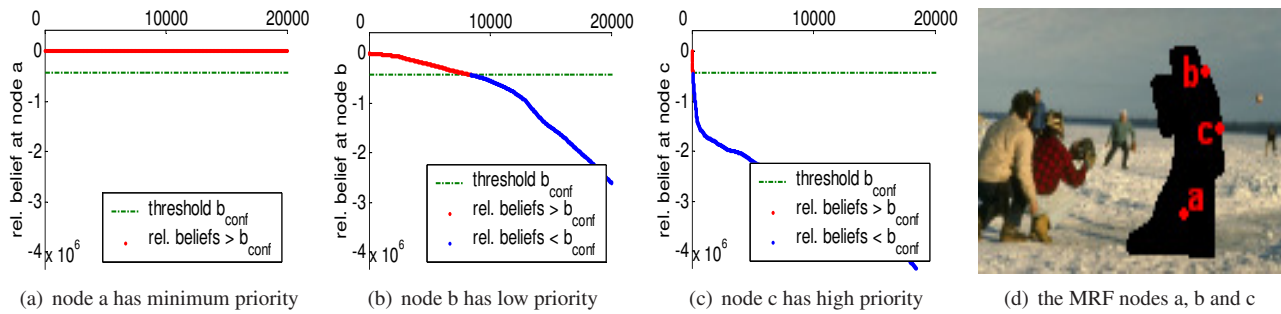 0 10000 20000
0
-1
-2
-3
-4
x 10^6
rel. belief at node a
threshold b_conf
rel. beliefs > b_conf
(a) node a has minimum priority
0 10000 20000
0
-1
-2
-3
-4
x 10^6
rel. belief at node b
threshold b_conf
rel. beliefs > b_conf
rel. beliefs < b_conf
(b) node b has low priority
0 10000 20000
0
-1
-2
-3
-4
x 10^6
rel. belief at node c
threshold b_conf
rel. beliefs > b_conf
rel. beliefs < b_conf
(c) node c has high priority
b
c
a
(d) the MRF nodes a, b and c